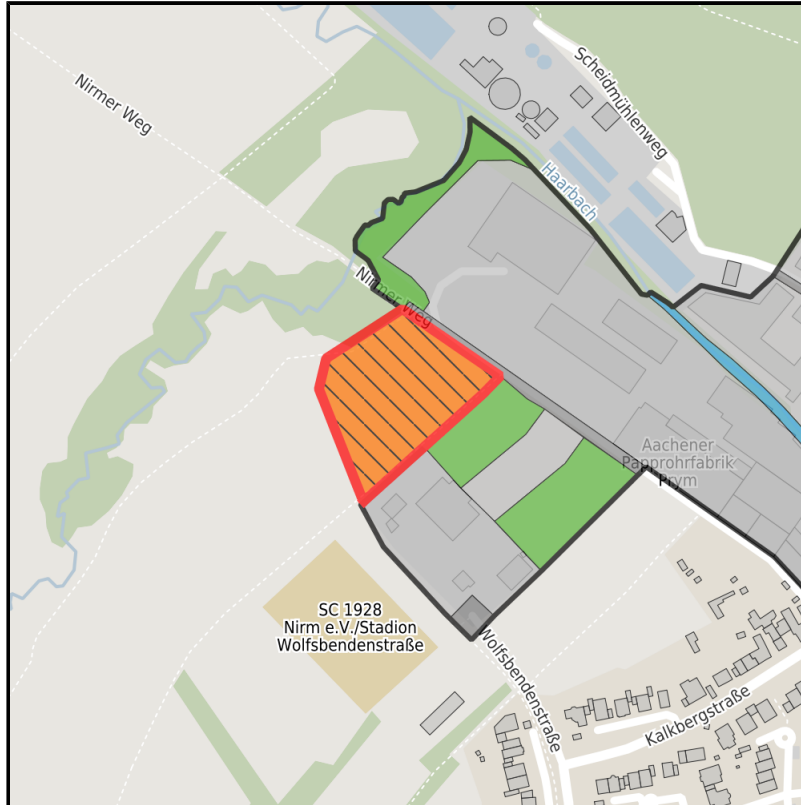 Nirmer Weg
Scheidmühlenweg
Haarbach
Nirmer Weg
Aachener
Papprohrfabrik
Prym
SC 1928
Nirm e.V./Stadion
Wolfsbendenstraße
Wolfsbendenstraße
Kalkbergstraße